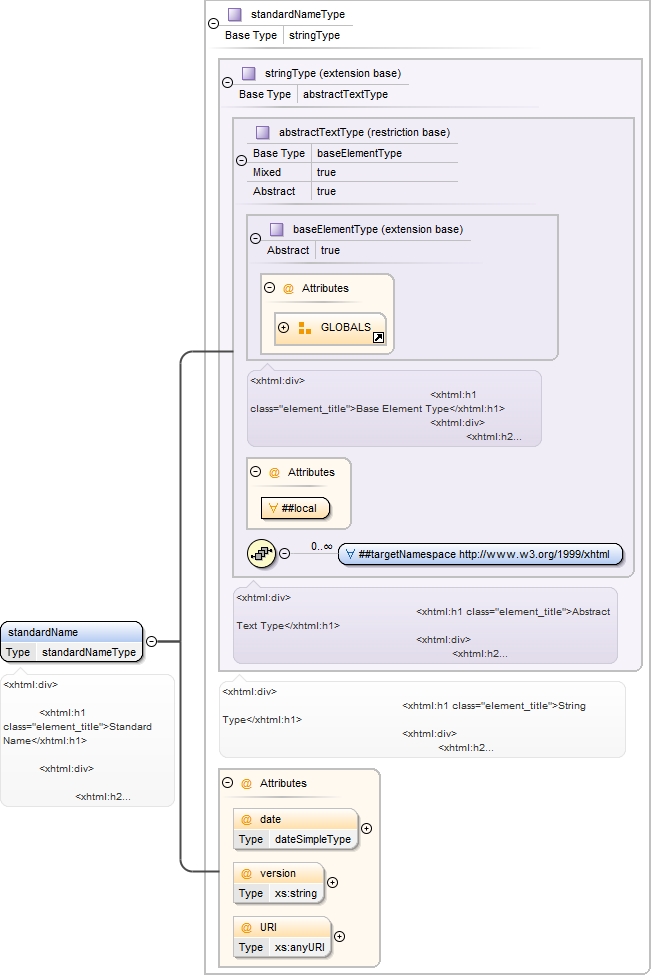 standardNameType
Base Type stringType
stringType (extension base)
Base Type abstractTextType
abstractTextType (restriction base)
Base Type baseElementType
Mixed true
Abstract true
baseElementType (extension base)
Abstract true
@ Attributes
GLOBALS
<xhtml:div>
<xhtml:h1
class="element_title">Base Element Type</xhtml:h1>
<xhtml:div>
<xhtml:h2...
@ Attributes
##local
0..∞
##targetNamespace http://www.w3.org/1999/xhtml
<xhtml:div>
<xhtml:h1 class="element_title">Abstract
Text Type</xhtml:h1>
<xhtml:div>
<xhtml:h2...
standardName
Type standardNameType
<xhtml:div>
<xhtml:h1
class="element_title">Standard
Name</xhtml:h1>
<xhtml:div>
<xhtml:h2...
<xhtml:div>
<xhtml:h1 class="element_title">String
Type</xhtml:h1>
<xhtml:div>
<xhtml:h2...
@ Attributes
@ date
Type dateSimpleType
@ version
Type xs:string
@ URI
Type xs:anyURI